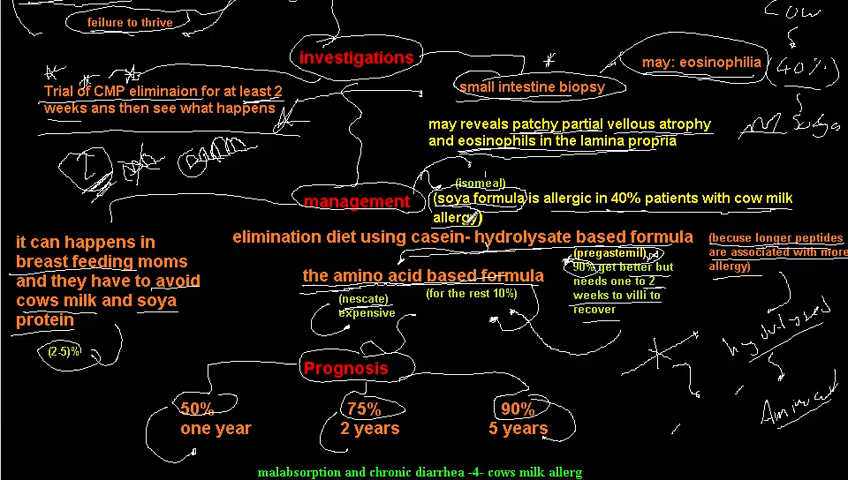 feilure to thrive
Cow
investigations
may: eosinophilia
(40%)
Trial of CMP eliminaion for at least 2
weeks ans then see what happens
small intestine biopsy
may reveals patchy partial vellous atrophy
and eosinophils in the lamina propria
(isomeal)
management
(soya formula is allergic in 40% patients with cow milk
allergy)
it can happens in
breast feeding moms
and they have to avoid
cows milk and soya
protein
(2-5)%
elimination diet using casein- hydrolysate based formula
(pregastemil),
90% get better but
needs one to 2
weeks to villi to
recover
(becuse longer peptides
are associated with more
allergy)
the amino acid based formula
(nescate)
expensive
(for the rest 10%)
hydrolysed
Prognosis
50%
one year
75%
2 years
90%
5 years
malabsorption and chronic diarrhea -4- cows milk allerg